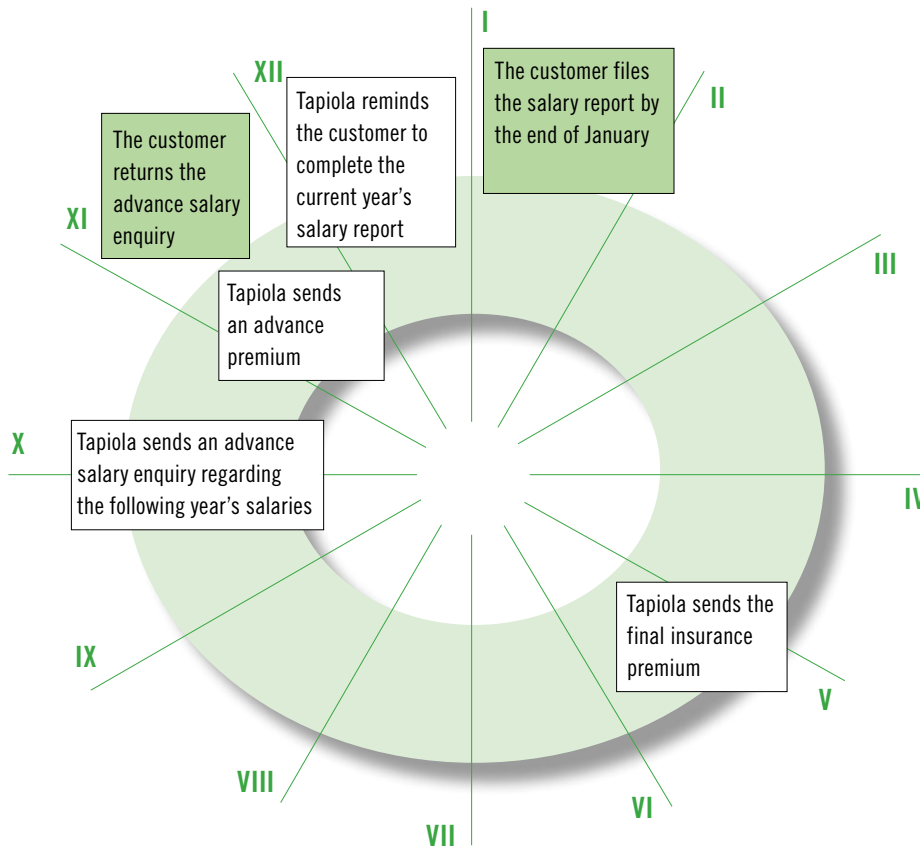 I
The customer files
the salary report by
the end of January
II
III
IV
Tapiola sends the
final insurance
premium
V
VI
VII
VIII
IX
X
Tapiola sends an advance
salary enquiry regarding
the following year's salaries
XI
The customer
returns the
advance salary
enquiry
Tapiola sends
an advance
premium
XII
Tapiola reminds
the customer to
complete the
current year's
salary report